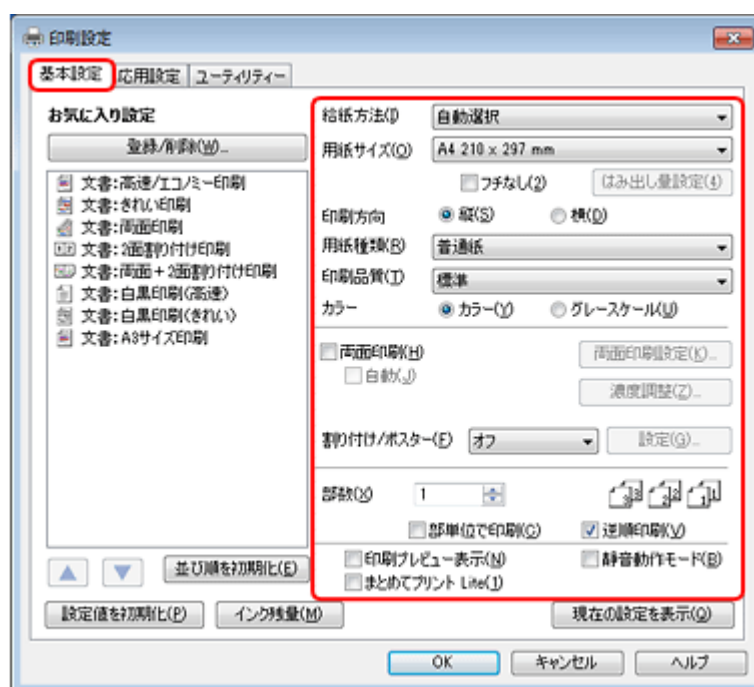 印刷設定
基本設定 応用設定 ユーティリティー
お気に入り設定
登録/削除(W)...
文書:高速/エコノミー印刷
文書:きれい印刷
文書:両面印刷
文書:2面割り付け印刷
文書:両面+2面割り付け印刷
文書:白黒印刷(高速)
文書:白黒印刷(きれい)
文書:A3サイズ印刷
並び順を初期化(E)
給紙方法(I) 自動選択
用紙サイズ(O) A4 210 x 297 mm
フチなし(2) はみ出し量設定(4)
印刷方向 縦(S) 横(D)
用紙種類(R) 普通紙
印刷品質(T) 標準
カラー カラー(Y) グレースケール(U)
両面印刷(H) 両面印刷設定(K)...
自動(J)
濃度調整(Z)...
割り付け/ポスター(F) オフ 設定(G)...
部数(X) 1 3 3 2 2 1 1
部単位で印刷(C) 逆順印刷(V)
印刷プレビュー表示(N) 静音動作モード(B)
まとめてプリント Lite(1)
設定値を初期化(P) インク残量(M) 現在の設定を表示(Q)
OK キャンセル ヘルプ